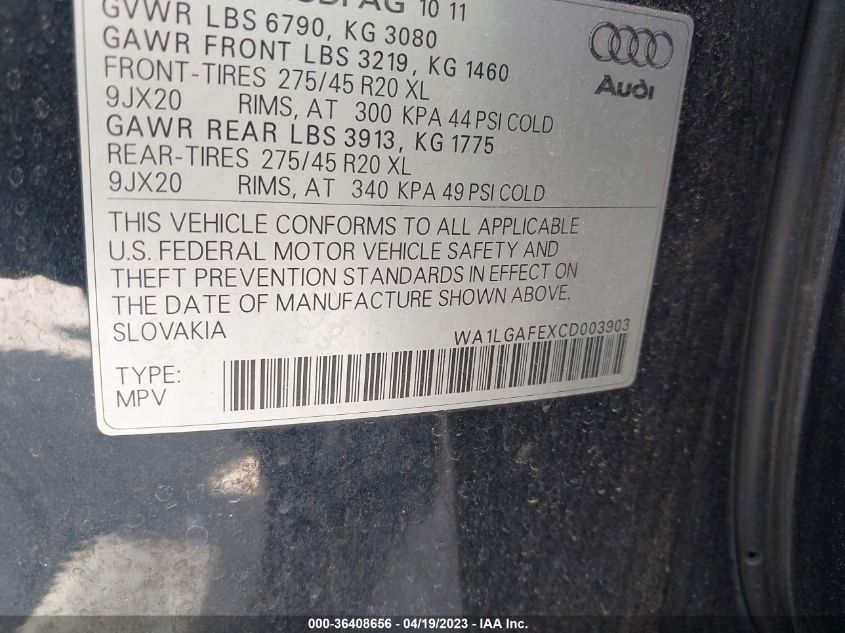 AG 10 11
GVWR LBS 6790, KG 3080
GAWR FRONT LBS 3219, KG 1460
FRONT-TIRES 275/45 R20 XL
9JX20 RIMS, AT 300 KPA 44 PSI COLD
GAWR REAR LBS 3913, KG 1775
REAR-TIRES 275/45 R20 XL
9JX20 RIMS, AT 340 KPA 49 PSI COLD
Audi
THIS VEHICLE CONFORMS TO ALL APPLICABLE
U.S. FEDERAL MOTOR VEHICLE SAFETY AND
THEFT PREVENTION STANDARDS IN EFFECT ON
THE DATE OF MANUFACTURE SHOWN ABOVE.
SLOVAKIA WA1LGAFEXCD003903
TYPE:
MPV
000-36408656 - 04/19/2023 - IAA Inc.